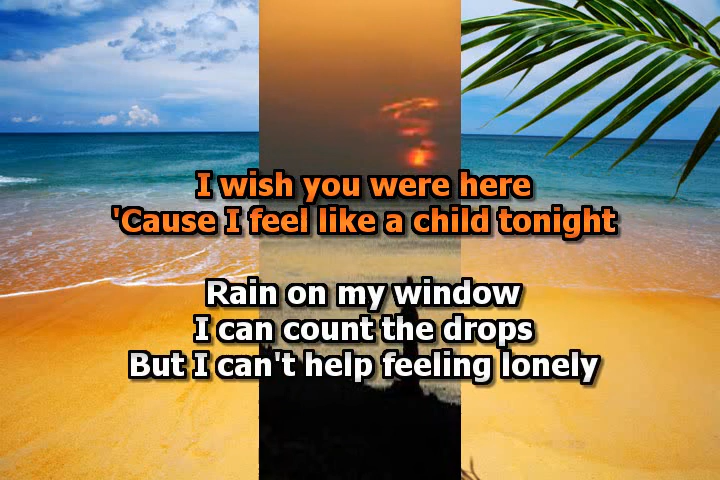 I wish you were here
'Cause I feel like a child tonight
Rain on my window
I can count the drops
But I can't help feeling lonely